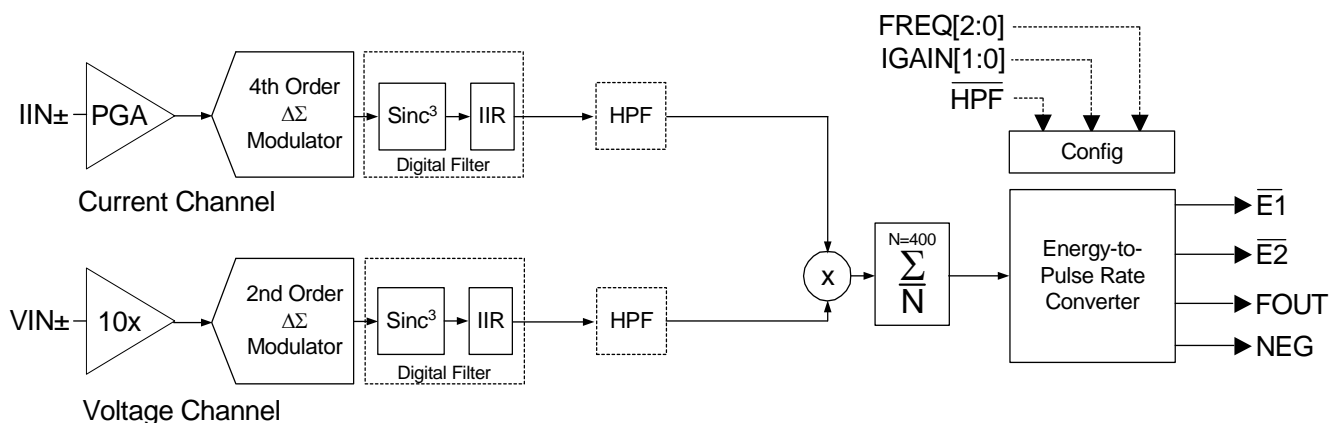 FREQ[2:0]
IGAIN[1:0]
HPF
Config
IIN±
PGA
4th Order
ΔΣ
Modulator
Sinc³
IIR
Digital Filter
HPF
Current Channel
VIN±
10x
2nd Order
ΔΣ
Modulator
Sinc³
IIR
Digital Filter
HPF
Voltage Channel
x
N=400
Σ
N
Energy-to-
Pulse Rate
Converter
E1
E2
FOUT
NEG